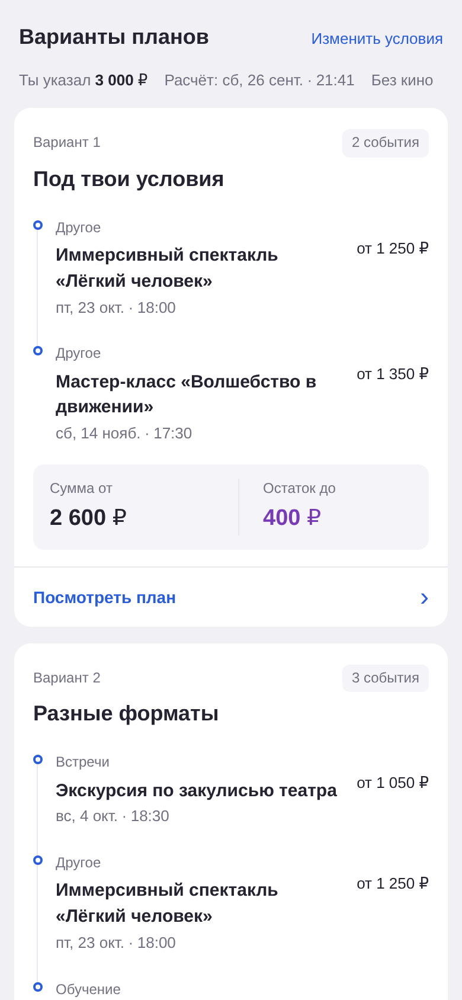 Варианты планов
Изменить условия
Ты указал 3 000 ₽ Расчёт: сб, 26 сент. · 21:41 Без кино
Вариант 1
2 события
Под твои условия
Другое
Иммерсивный спектакль
«Лёгкий человек»
от 1 250 ₽
пт, 23 окт. · 18:00
Другое
Мастер-класс «Волшебство в
движении»
от 1 350 ₽
сб, 14 нояб. · 17:30
Сумма от
2 600 ₽
Остаток до
400 ₽
Посмотреть план
Вариант 2
3 события
Разные форматы
Встречи
Экскурсия по закулисью театра
от 1 050 ₽
вс, 4 окт. · 18:30
Другое
Иммерсивный спектакль
«Лёгкий человек»
от 1 250 ₽
пт, 23 окт. · 18:00
Обучение